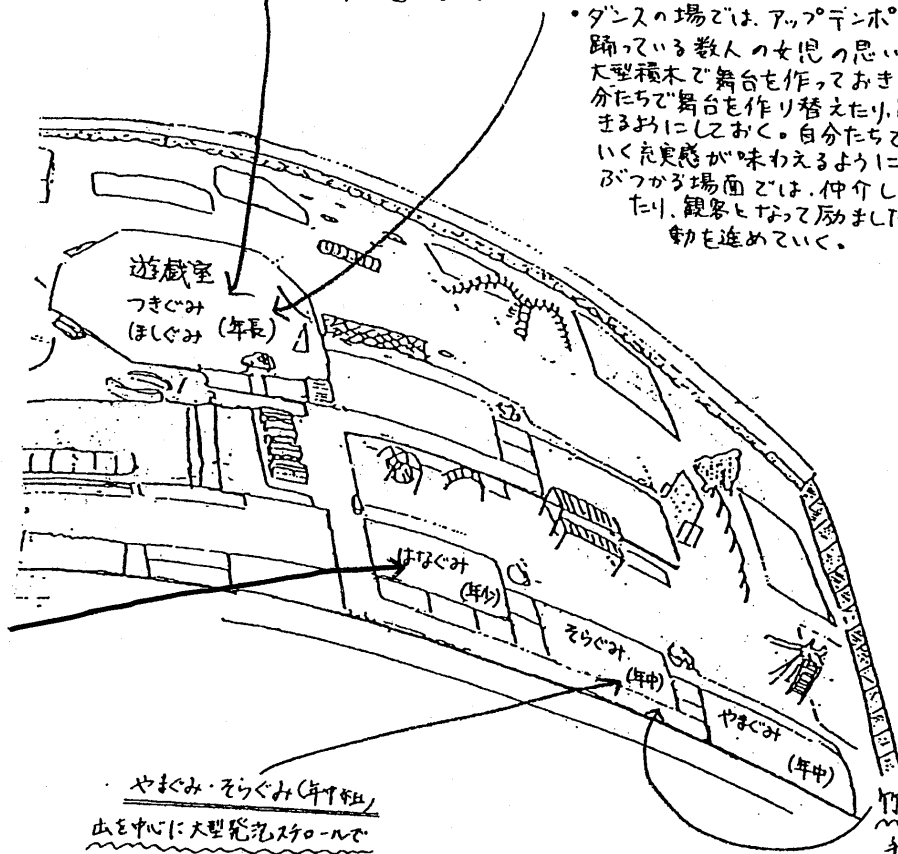 ・ダンスの場では、アップテンポ
踊っている数人の女児の思い
大型積木で舞台を作っておき
分たちで舞台を作り替えたり、
きるようにしておく。自分たちで
いく充実感が味わえるように
ぶつかる場面では、仲介し
たり、観客となって励ました
動を進めていく。
遊戯室
つきぐみ
ほしぐみ (年長)
はなぐみ
(年少)
そらぐみ
(年中)
やまぐみ
(年中)
やまぐみ・そらぐみ(年中組)
を中心に大型発泡スチロールで
竹